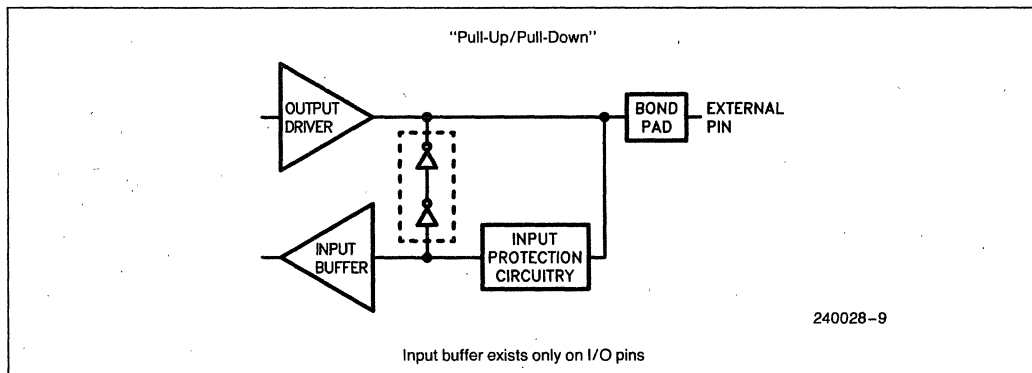 "Pull-Up/Pull-Down"
OUTPUT
DRIVER
BOND
PAD
EXTERNAL
PIN
INPUT
BUFFER
INPUT
PROTECTION
CIRCUITRY
240028-9
Input buffer exists only on I/O pins